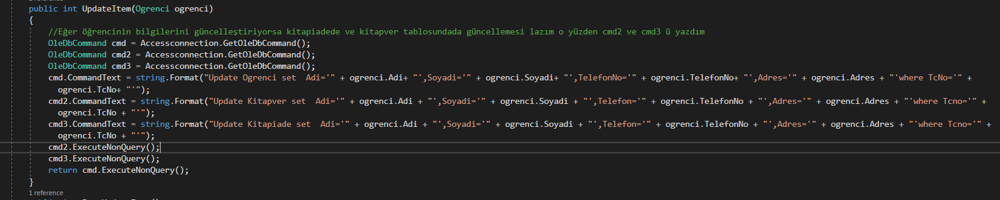 public int UpdateItem(Ogrenci ogrenci)
{
//Eğer öğrencinin bilgilerini güncelleştiriyorsa kitapiadede ve kitapver tablosundada güncellemesi lazım o yüzden cmd2 ve cmd3 ü yazdım
OleDbCommand cmd = Accessconnection.GetOleDbCommand();
OleDbCommand cmd2 = Accessconnection.GetOleDbCommand();
OleDbCommand cmd3 = Accessconnection.GetOleDbCommand();
cmd.CommandText = string.Format("Update Ogrenci set  Adi='" + ogrenci.Adi+ "',Soyadi='" + ogrenci.Soyadi+ "',TelefonNo='" + ogrenci.TelefonNo+ "',Adres='" + ogrenci.Adres + "'where TcNo='" +
ogrenci.TcNo+ "'");
cmd2.CommandText = string.Format("Update Kitapver set  Adi='" + ogrenci.Adi + "',Soyadi='" + ogrenci.Soyadi + "',Telefon='" + ogrenci.TelefonNo + "',Adres='" + ogrenci.Adres + "'where Tcno='" +
ogrenci.TcNo + "'");
cmd3.CommandText = string.Format("Update Kitapiade set  Adi='" + ogrenci.Adi + "',Soyadi='" + ogrenci.Soyadi + "',Telefon='" + ogrenci.TelefonNo + "',Adres='" + ogrenci.Adres + "'where Tcno='" +
ogrenci.TcNo + "'");
cmd2.ExecuteNonQuery();
cmd3.ExecuteNonQuery();
return cmd.ExecuteNonQuery();
}
1 reference